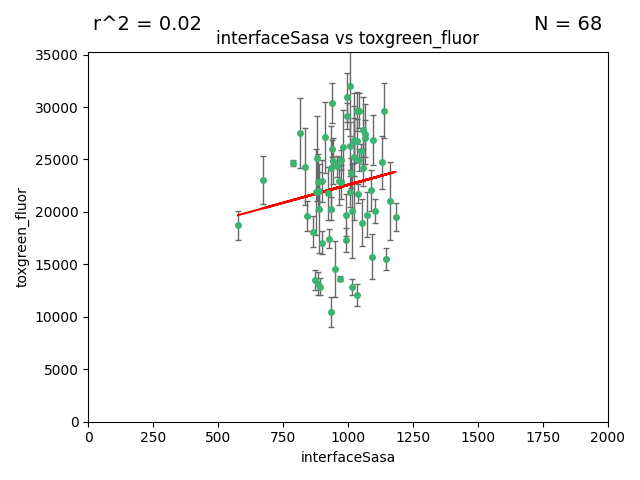 r^2 = 0.02
N = 68
interfaceSasa vs toxgreen_fluor
35000
30000
25000
20000
15000
10000
5000
0
toxgreen_fluor
0 250 500 750 1000 1250 1500 1750 2000
interfaceSasa